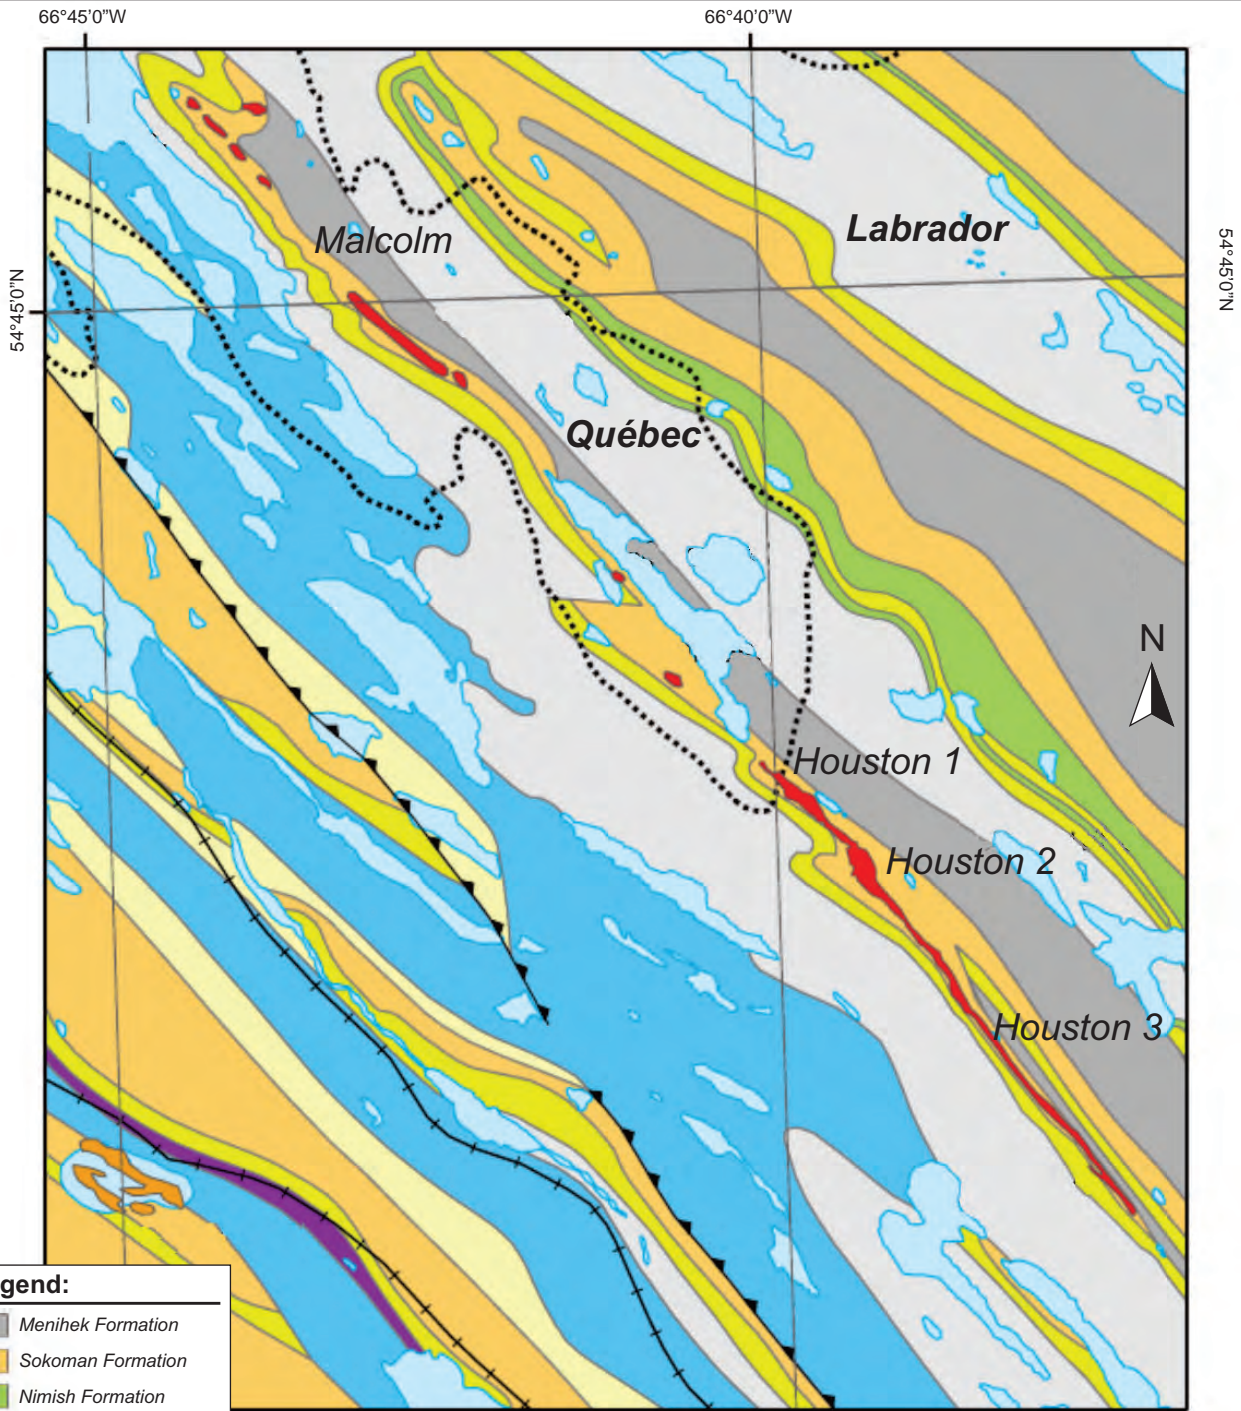 66°45'0"W
66°40'0"W
Labrador
Malcolm
54°45'0"N
54°45'0"N
Québec
N
Houston 1
Houston 2
Houston 3
gend:
Menihek Formation
Sokoman Formation
Nimish Formation